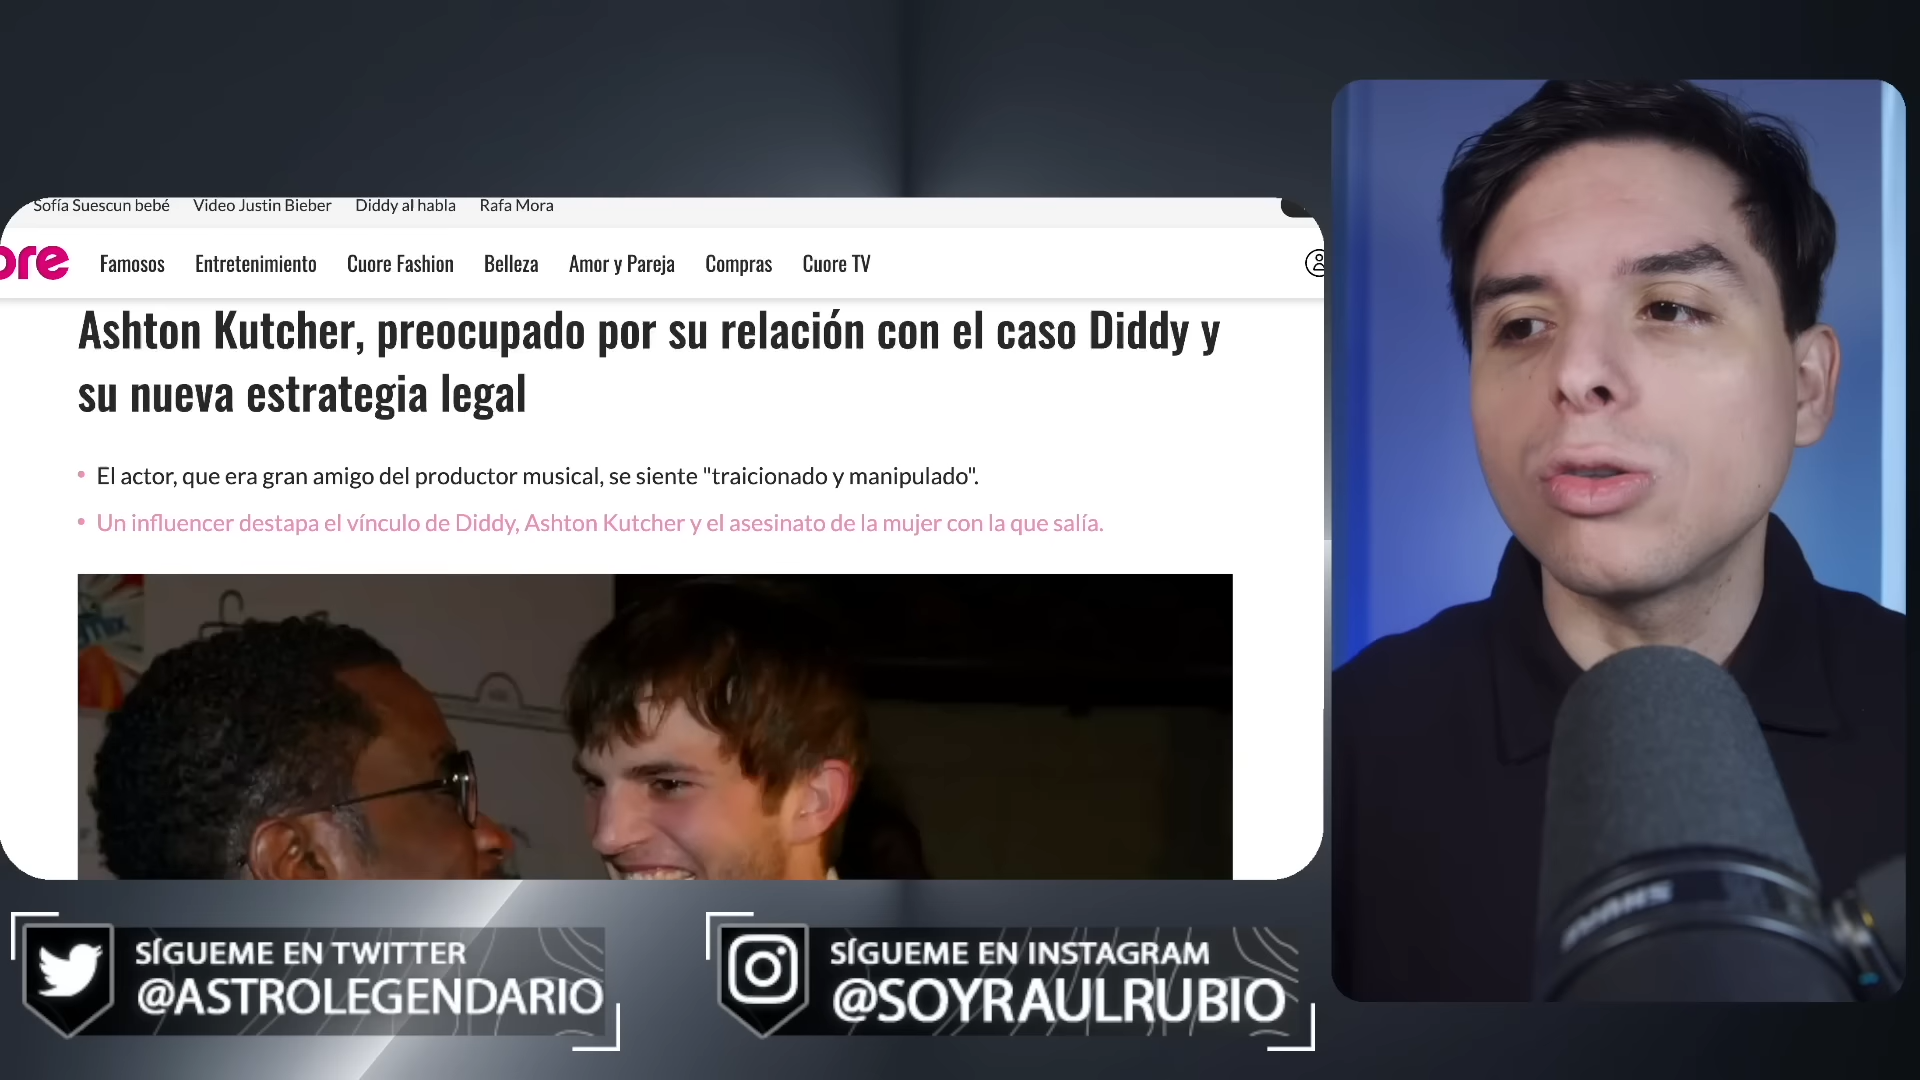 Sofía Suescun bebé Video Justin Bieber Diddy al habla Rafa Mora
ore Famosos Entretenimiento Cuore Fashion Belleza Amor y Pareja Compras Cuore TV
Ashton Kutcher, preocupado por su relación con el caso Diddy y
su nueva estrategia legal
• El actor, que era gran amigo del productor musical, se siente "traicionado y manipulado".
• Un influencer destapa el vínculo de Diddy, Ashton Kutcher y el asesinato de la mujer con la que salía.
SÍGUEME EN TWITTER
@ASTROLEGENDARIO
SÍGUEME EN INSTAGRAM
@SOYRAULRUBIO